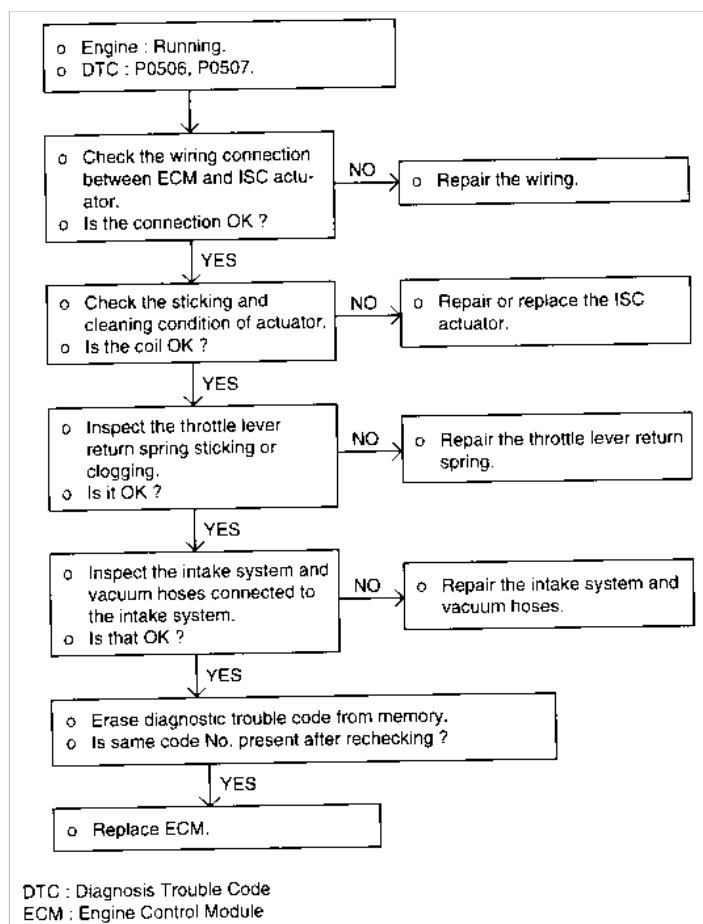 o Engine : Running.
o DTC : P0506, P0507.
o Check the wiring connection
between ECM and ISC actu-
ator.
o Is the connection OK ?
NO
o Repair the wiring.
YES
o Check the sticking and
cleaning condition of actuator.
o Is the coil OK ?
NO
o Repair or replace the ISC
actuator.
YES
o Inspect the throttle lever
return spring sticking or
clogging.
o Is it OK ?
NO
o Repair the throttle lever return
spring.
YES
o Inspect the intake system and
vacuum hoses connected to
the intake system.
o Is that OK ?
NO
o Repair the intake system and
vacuum hoses.
YES
o Erase diagnostic trouble code from memory.
o Is same code No. present after rechecking ?
YES
o Replace ECM.
DTC : Diagnosis Trouble Code
ECM : Engine Control Module